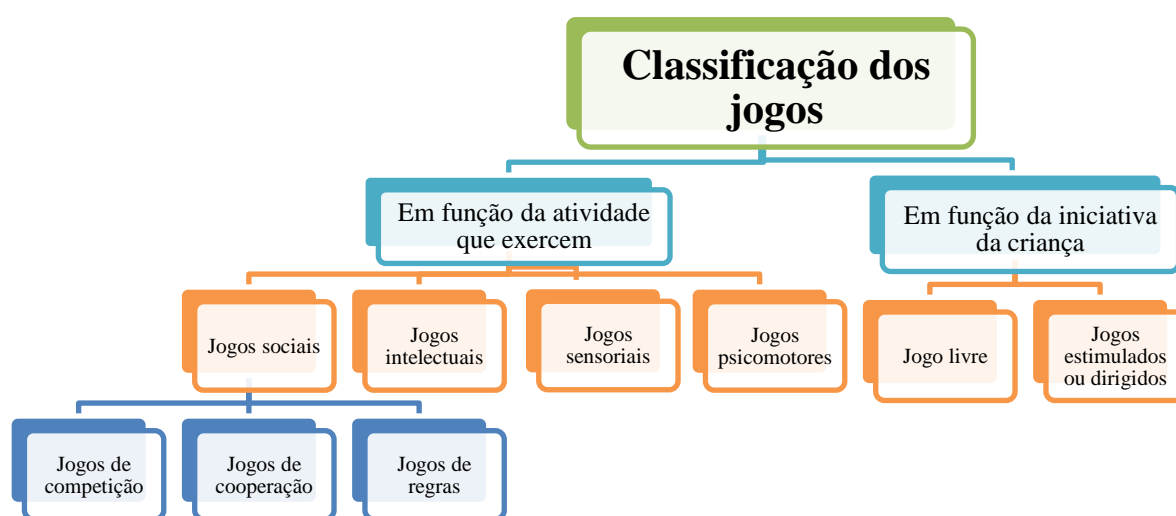 Classificação dos
jogos
Em função da atividade
que exercem
Em função da iniciativa
da criança
Jogos sociais
Jogos
intelectuais
Jogos
sensoriais
Jogos
psicomotores
Jogo livre
Jogos
estimulados
ou dirigidos
Jogos de
competição
Jogos de
cooperação
Jogos de
regras